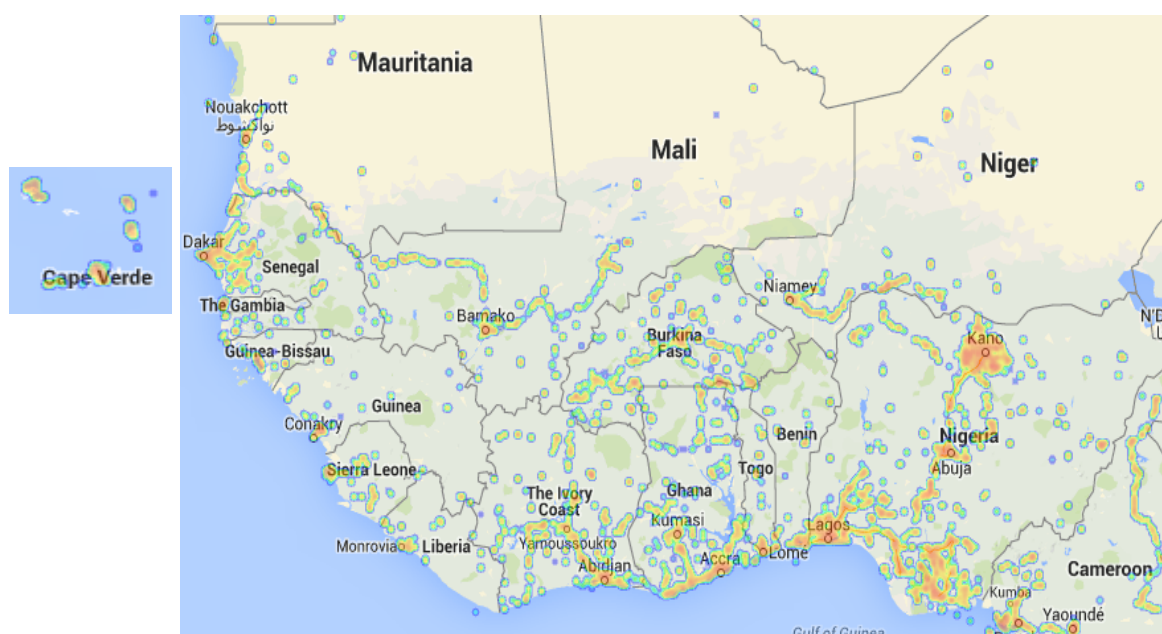 Mauritania
Nouakchott
نواكشوط
Mali
Niger
Dakar
Senegal
Cape Verde
The Gambia
Niamey
Bamako
N'D
Burkina
Faso
Kano
Guinea-Bissau
Guinea
Conakry
Benin
Nigeria
Abuja
Sierra Leone
Togo
The Ivory
Coast
Ghana
Kumasi
Lagos
Monrovia
Liberia
Yamoussoukro
Accra
Lome
Abidjan
Cameroon
Kumba
Yaoundé
Gulf of Guinea